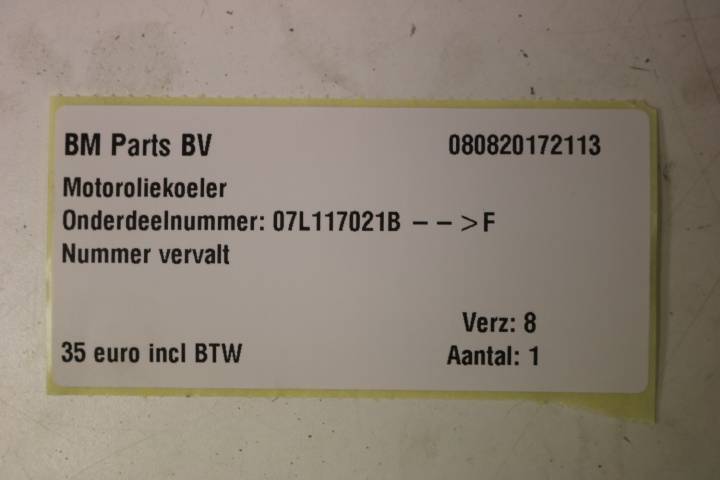 BM Parts BV 080820172113
Motoroliekoeler
Onderdeelnummer: 07L117021B – – > F
Nummer vervalt
Verz: 8
35 euro incl BTW Aantal: 1